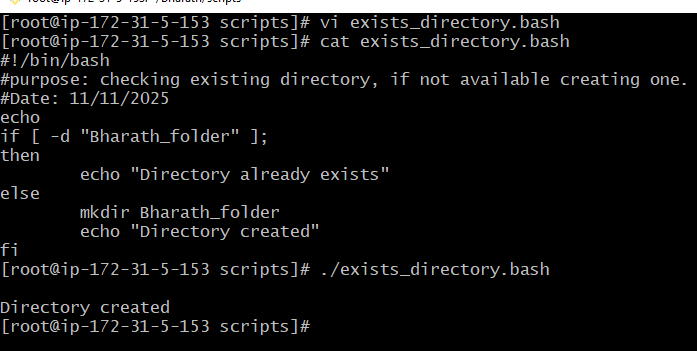 [root@ip-172-31-5-153 scripts]# vi exists_directory.bash
[root@ip-172-31-5-153 scripts]# cat exists_directory.bash
#!/bin/bash
#purpose: checking existing directory, if not available creating one.
#Date: 11/11/2025
echo
if [ -d "Bharath_folder" ];
then
        echo "Directory already exists"
else
        mkdir Bharath_folder
        echo "Directory created"
fi
[root@ip-172-31-5-153 scripts]# ./exists_directory.bash

Directory created
[root@ip-172-31-5-153 scripts]#